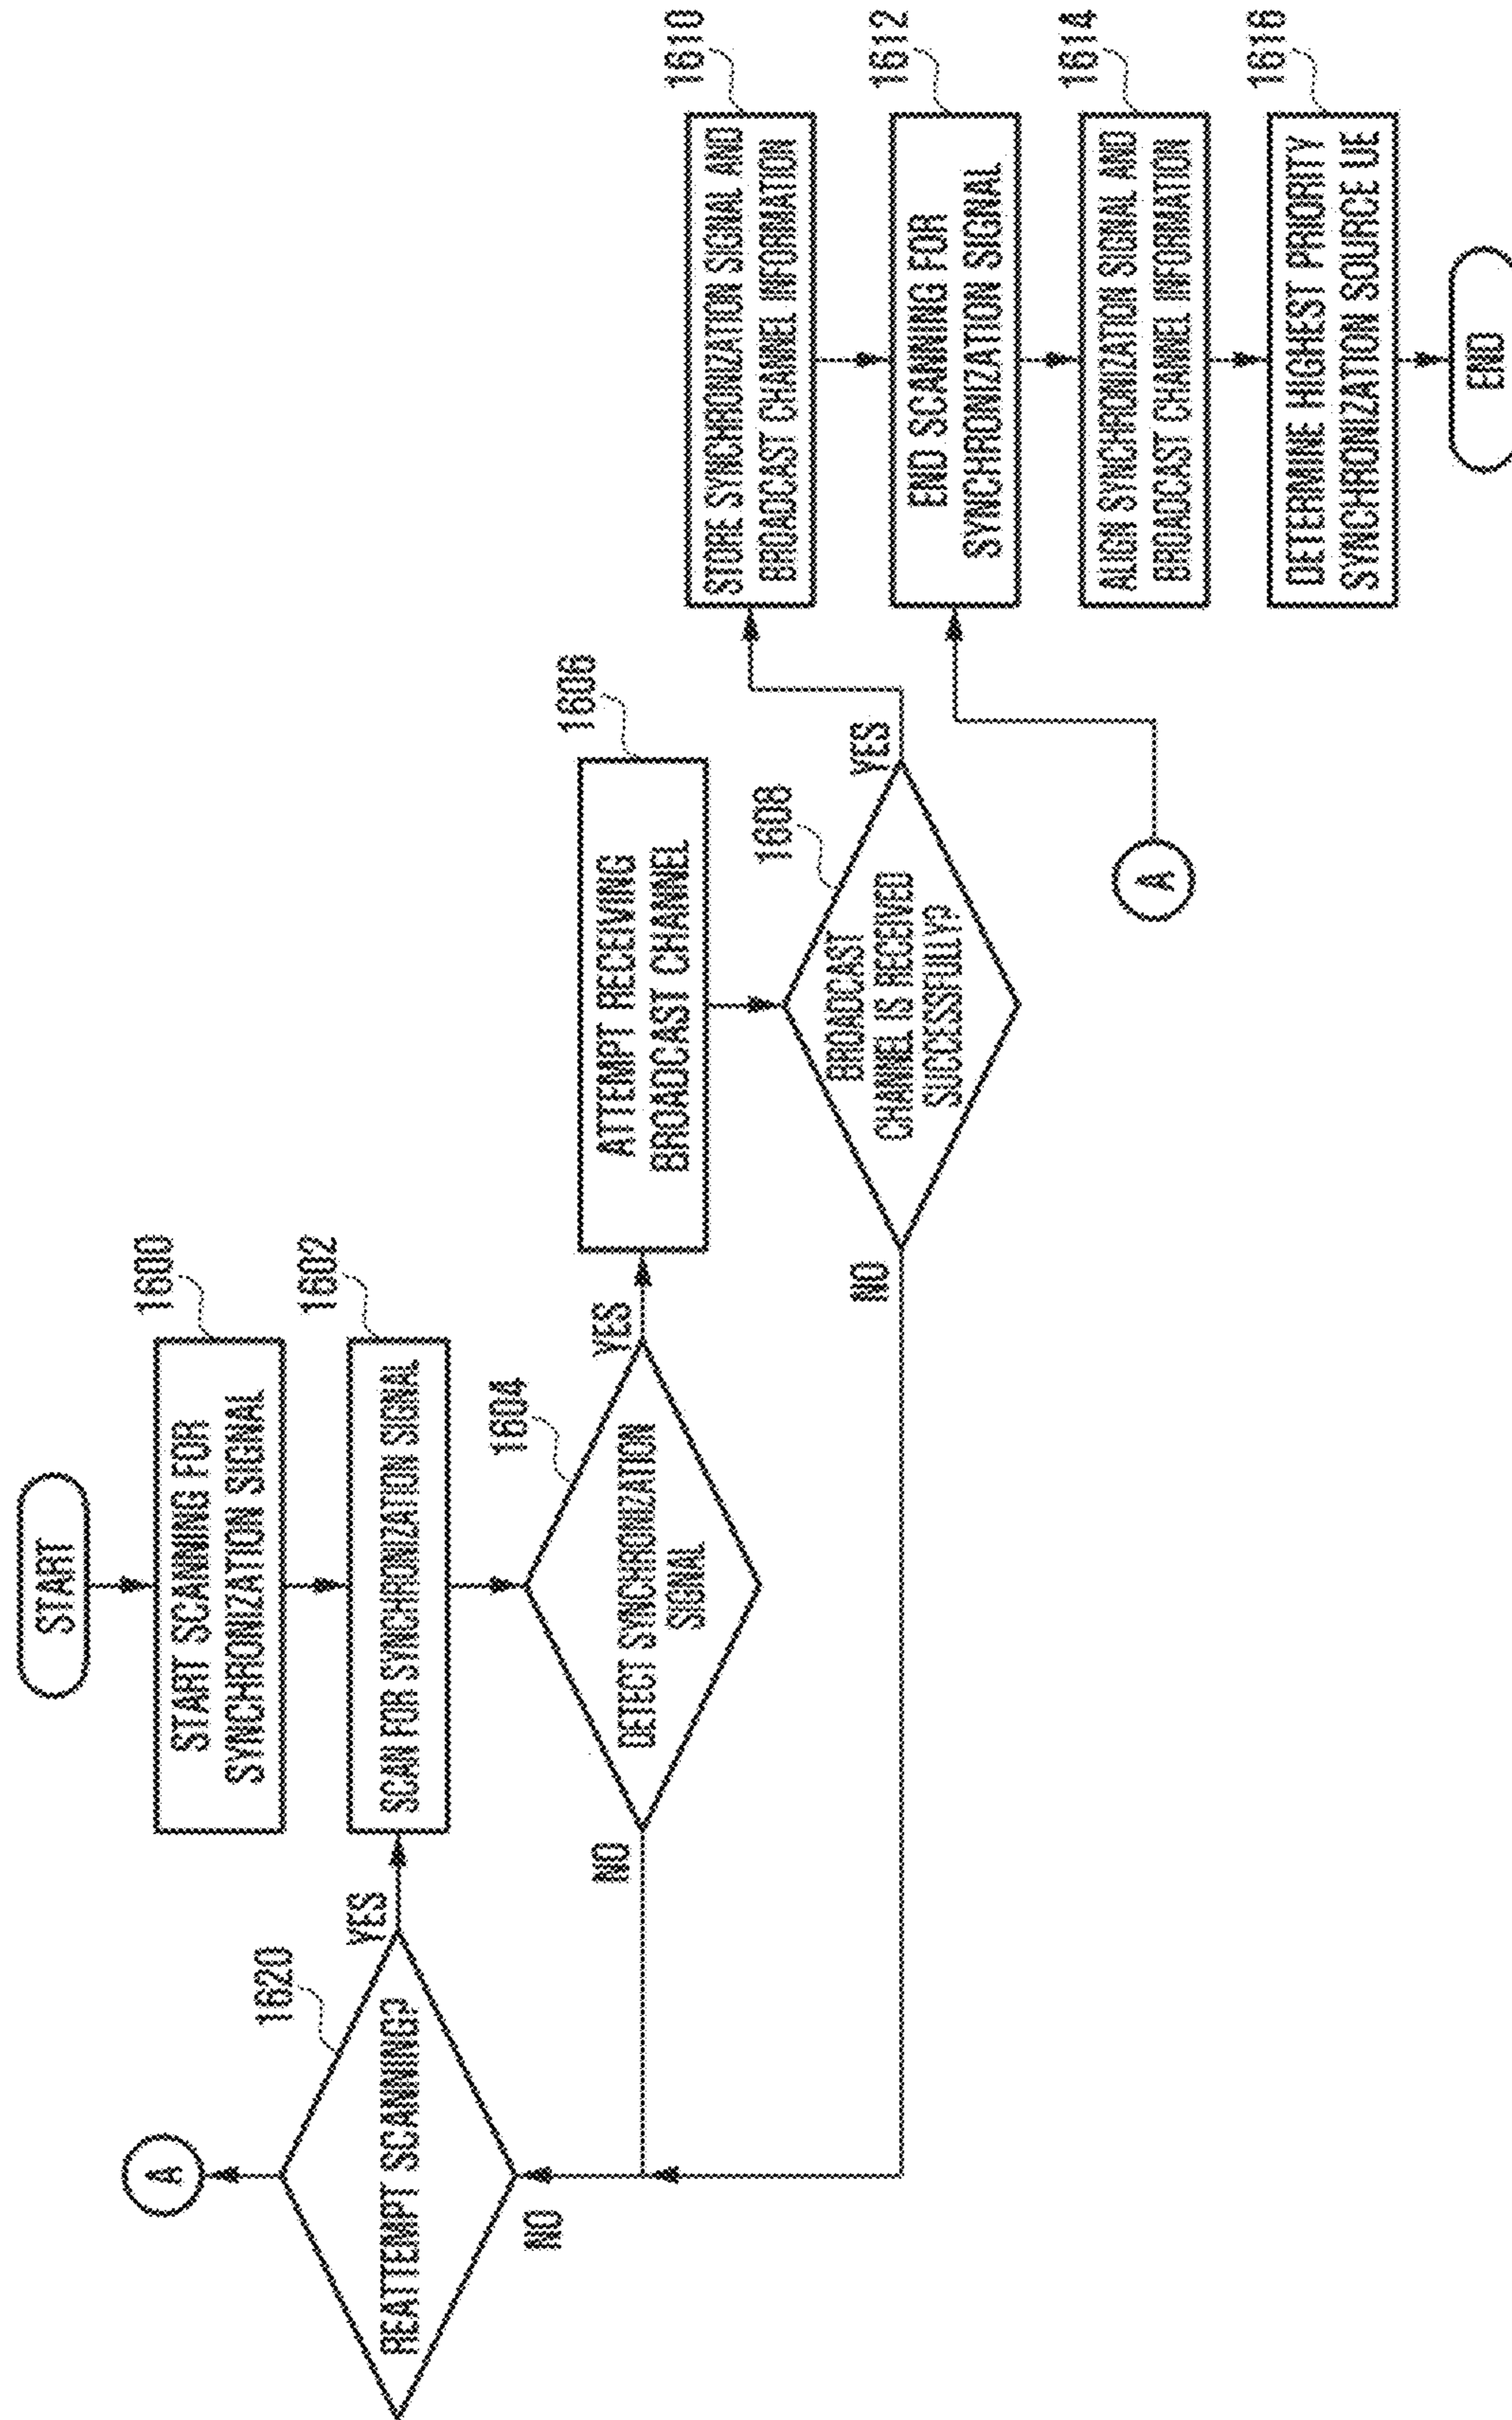 START
1600
START SCANNING FOR
SYNCHRONIZATION SIGNAL
1602
SCAN FOR SYNCHRONIZATION SIGNAL
1604
DETECT SYNCHRONIZATION
SIGNAL
YES
NO
A
1620
REATTEMPT SCANNING?
YES
NO
1606
ATTEMPT RECEIVING
BROADCAST CHANNEL
1608
BROADCAST
CHANNEL IS RECEIVED
SUCCESSFULLY?
YES
NO
A
1610
STORE SYNCHRONIZATION SIGNAL AND
BROADCAST CHANNEL INFORMATION
1612
END SCANNING FOR
SYNCHRONIZATION SIGNAL
1614
ALIGN SYNCHRONIZATION SIGNAL AND
BROADCAST CHANNEL INFORMATION
1616
DETERMINE HIGHEST PRIORITY
SYNCHRONIZATION SOURCE UE
END